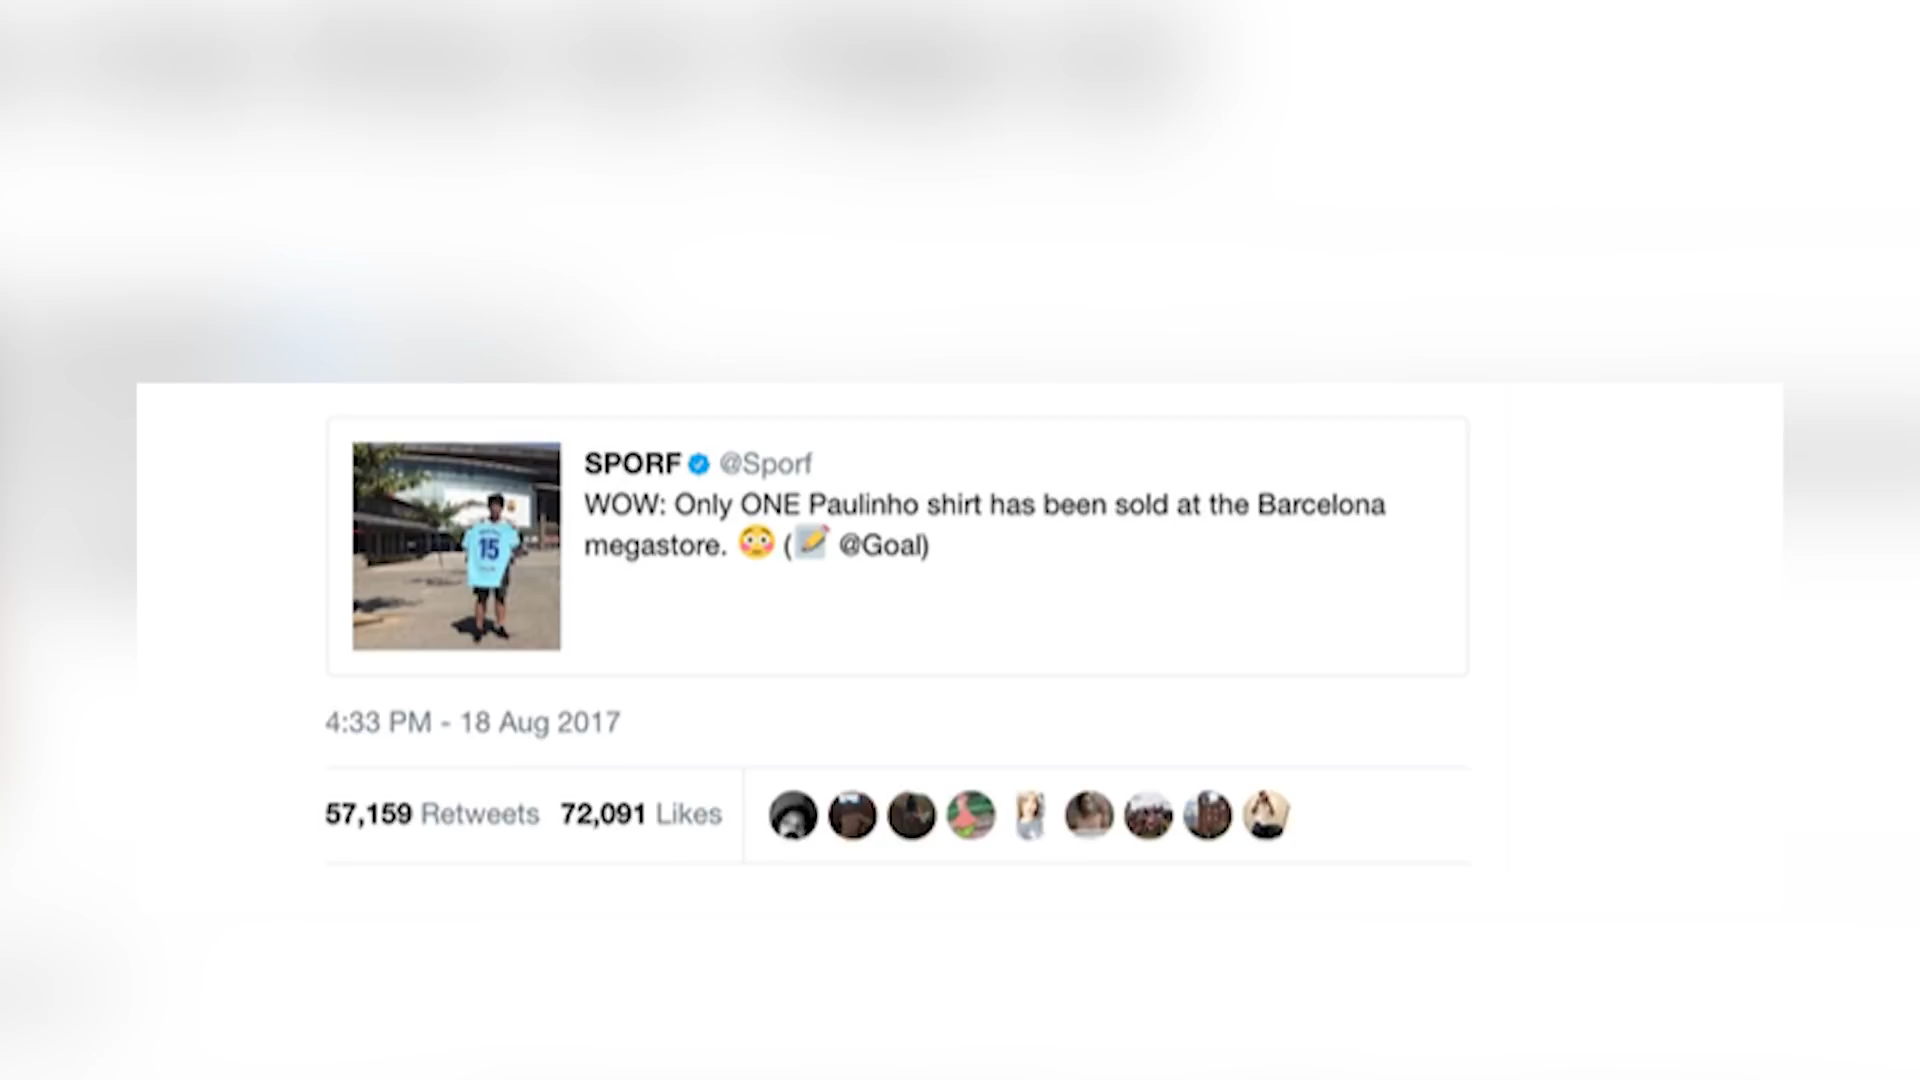 SPORF @Sporf
WOW: Only ONE Paulinho shirt has been sold at the Barcelona
megastore. 😳 (📝 @Goal)
15
4:33 PM - 18 Aug 2017
57,159 Retweets 72,091 Likes